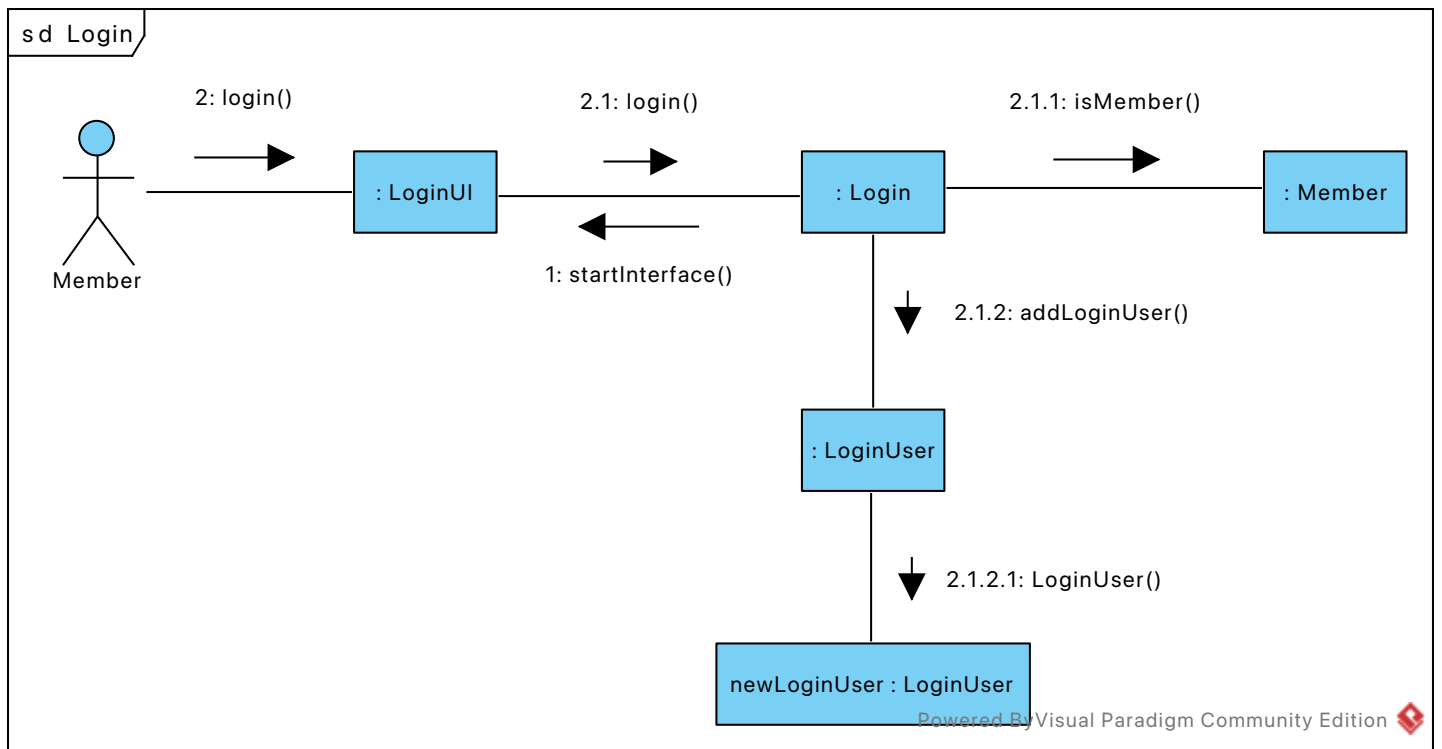 sd Login
2: login()
2.1: login()
2.1.1: isMember()
: LoginUI
: Login
: Member
Member
1: startInterface()
2.1.2: addLoginUser()
: LoginUser
2.1.2.1: LoginUser()
newLoginUser : LoginUser
Powered ByVisual Paradigm Community Edition